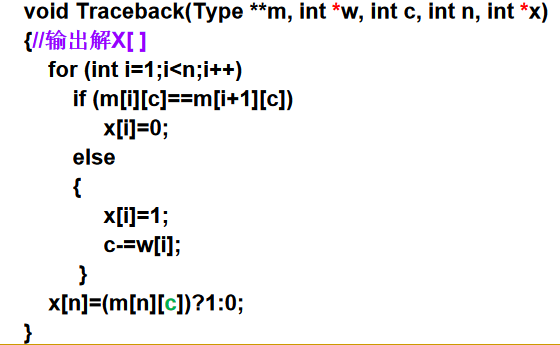 void Traceback(Type **m, int *w, int c, int n, int *x)
{//输出解X[ ]
for (int i=1;i<n;i++)
if (m[i][c]==m[i+1][c])
x[i]=0;
else
{
x[i]=1;
c-=w[i];
}
x[n]=(m[n][c])?1:0;
}